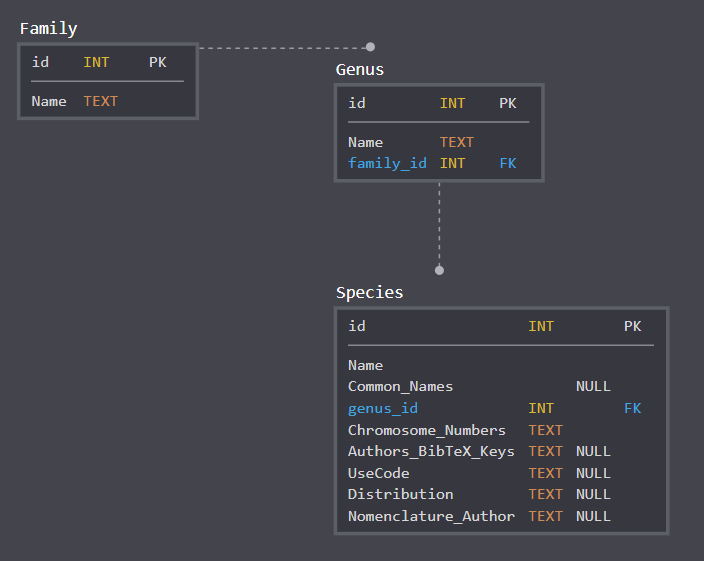 Family
id INT PK
Name TEXT
Genus
id INT PK
Name TEXT
family_id INT FK
Species
id INT PK
Name
Common_Names NULL
genus_id INT FK
Chromosome_Numbers TEXT
Authors_BibTeX_Keys TEXT NULL
UseCode TEXT NULL
Distribution TEXT NULL
Nomenclature_Author TEXT NULL